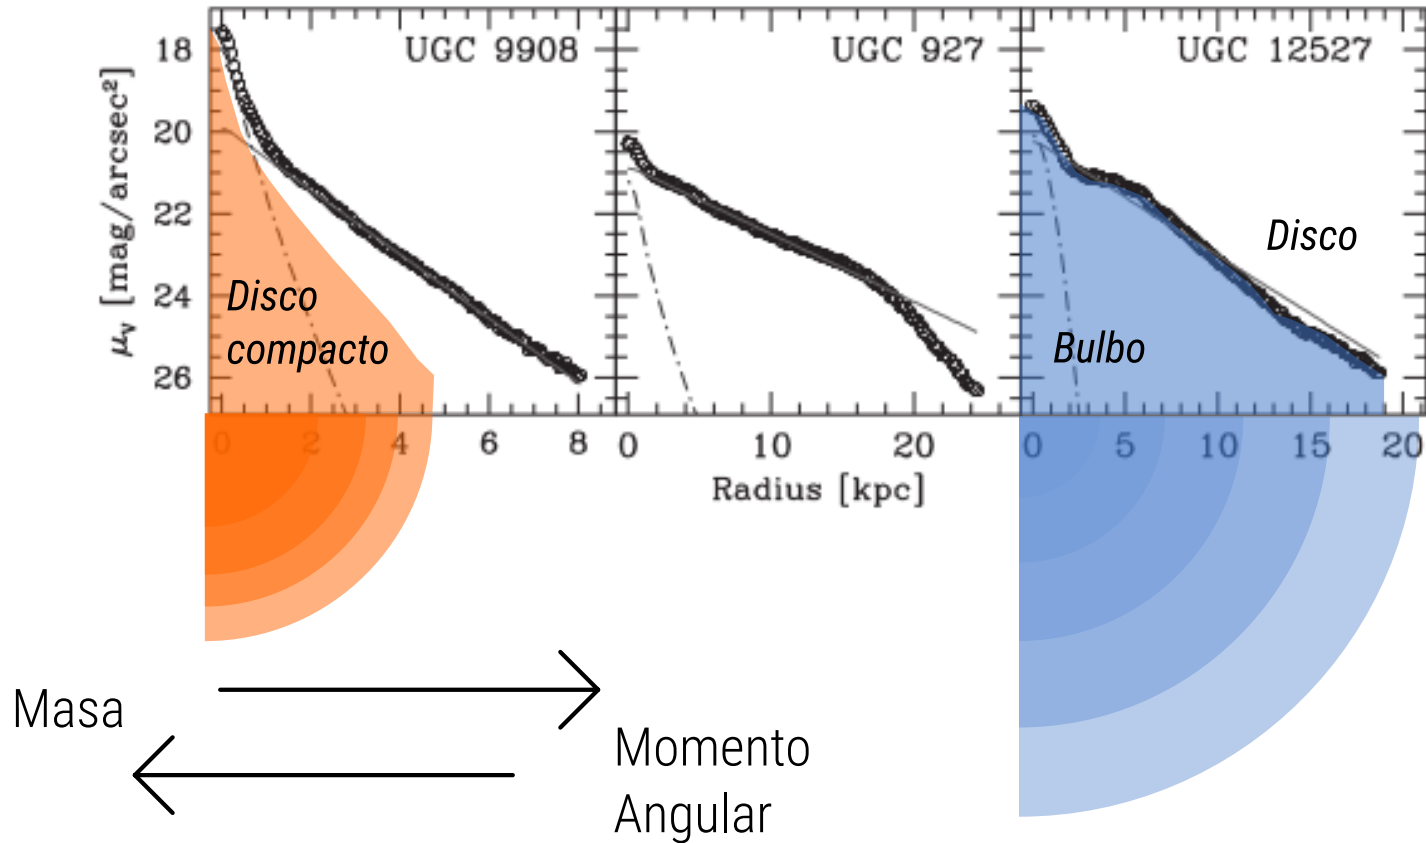 UGC 9908
UGC 927
UGC 12527
18
20
22
24
26
μv [mag/arcsec²]
Disco
compacto
Bulbo
Disco
0 2 4 6 8
0 10 20
0 5 10 15 20
Radius [kpc]
Masa
Momento
Angular